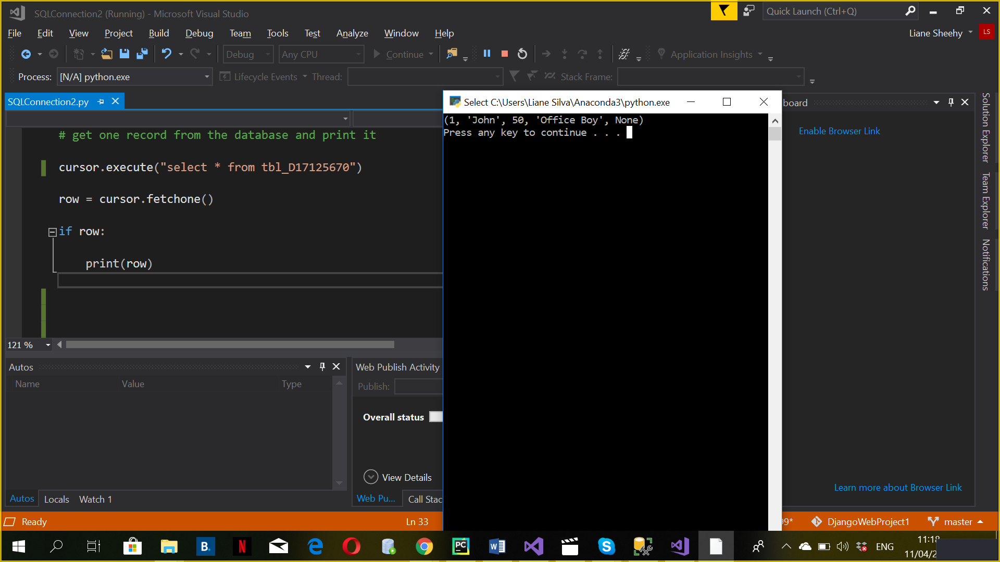 SQLConnection2 (Running) - Microsoft Visual Studio
Quick Launch (Ctrl+Q)
File Edit View Project Build Debug Team Tools Test Analyze Window Help
Liane Sheehy
LS
Debug Any CPU Continue Application Insights
Process: [N/A] python.exe Lifecycle Events Thread: Stack Frame:
SQLConnection2.py
# get one record from the database and print it
cursor.execute("select * from tbl_D17125670")
row = cursor.fetchone()
if row:
print(row)
121 %
Select C:\Users\Liane Silva\Anaconda3\python.exe
(1, 'John', 50, 'Office Boy', None)
Press any key to continue . . .
board
Enable Browser Link
Learn more about Browser Link
Solution Explorer
Team Explorer
Notifications
Autos
Name Value Type
Autos Locals Watch 1
Web Publish Activity
Publish:
Overall status
View Details
Web Pu... Call Stac
Ready
Ln 33
99*
DjangoWebProject1
master
B.
N
PC
W
S
ENG
11:18
11/04/2